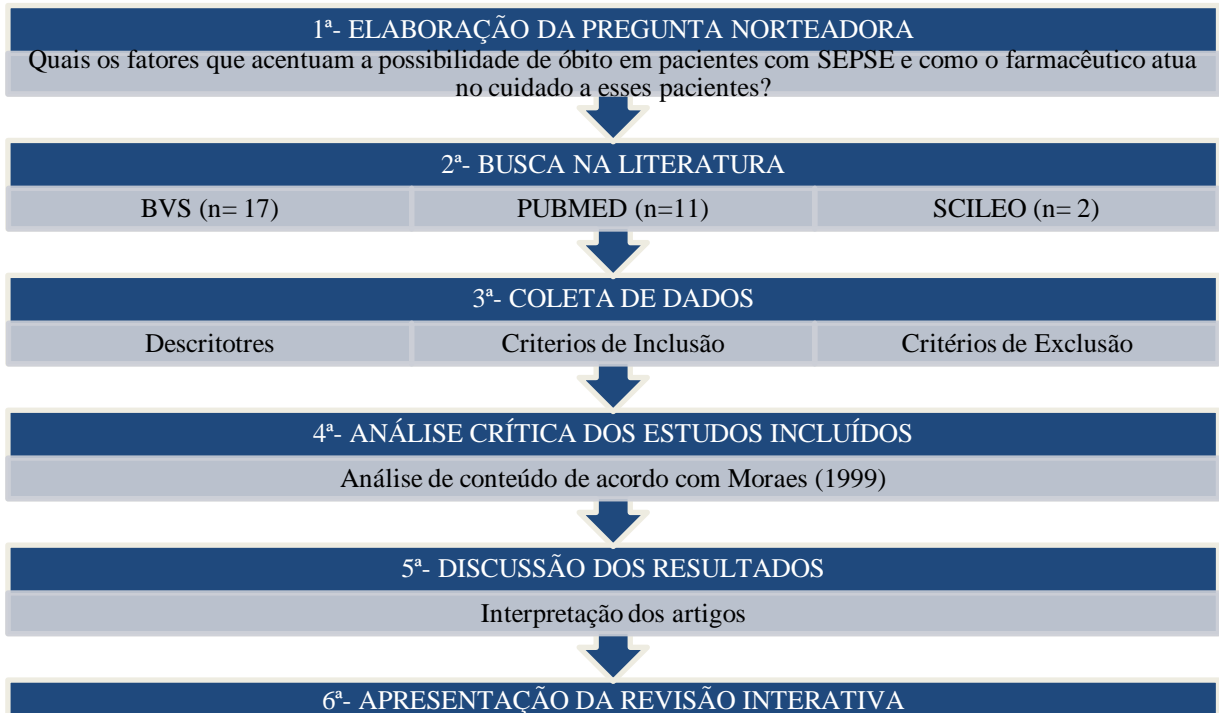 1ª- ELABORAÇÃO DA PREGUNTA NORTEADORA
Quais os fatores que acentuam a possibilidade de óbito em pacientes com SEPSE e como o farmacêutico atua
no cuidado a esses pacientes?
2ª- BUSCA NA LITERATURA
BVS (n= 17)
PUBMED (n=11)
SCILEO (n= 2)
3ª- COLETA DE DADOS
Descritotres
Criterios de Inclusão
Critérios de Exclusão
4ª- ANÁLISE CRÍTICA DOS ESTUDOS INCLUÍDOS
Análise de conteúdo de acordo com Moraes (1999)
5ª- DISCUSSÃO DOS RESULTADOS
Interpretação dos artigos
6ª- APRESENTAÇÃO DA REVISÃO INTERATIVA